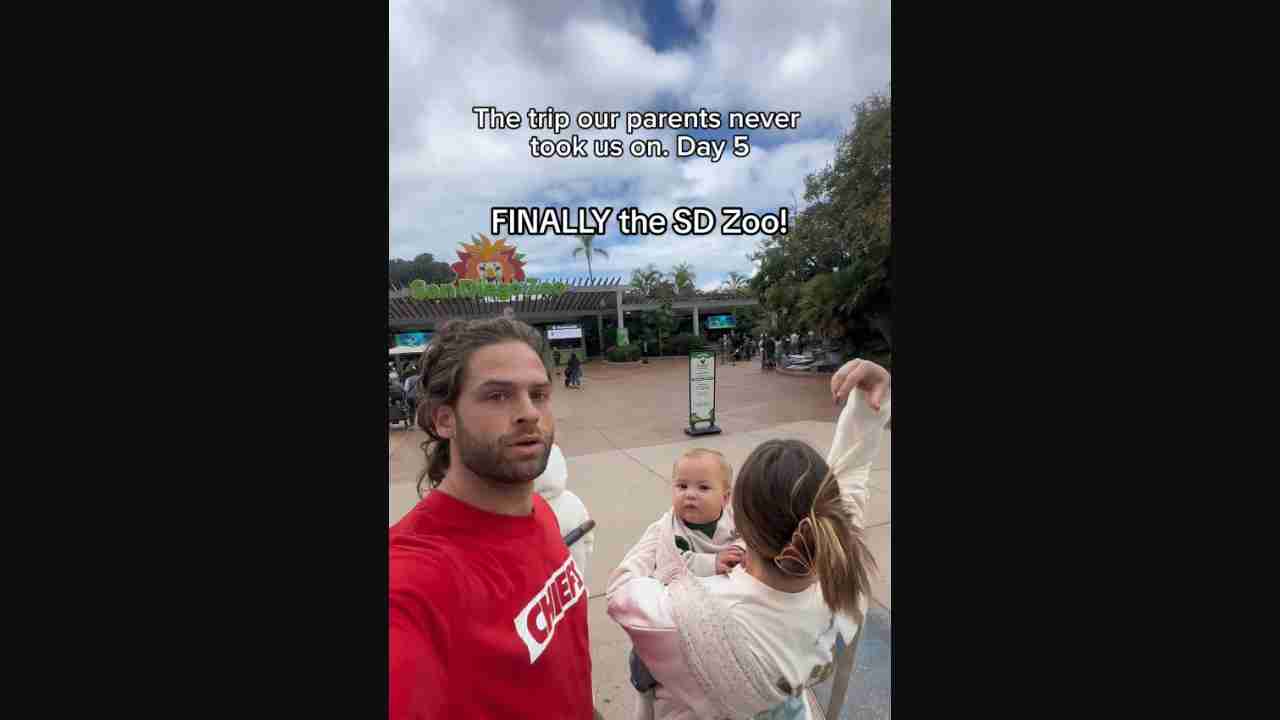 The trip our parents never
took us on. Day 5
FINALLY the SD Zoo!
San Diego Zoo
CHIEFS